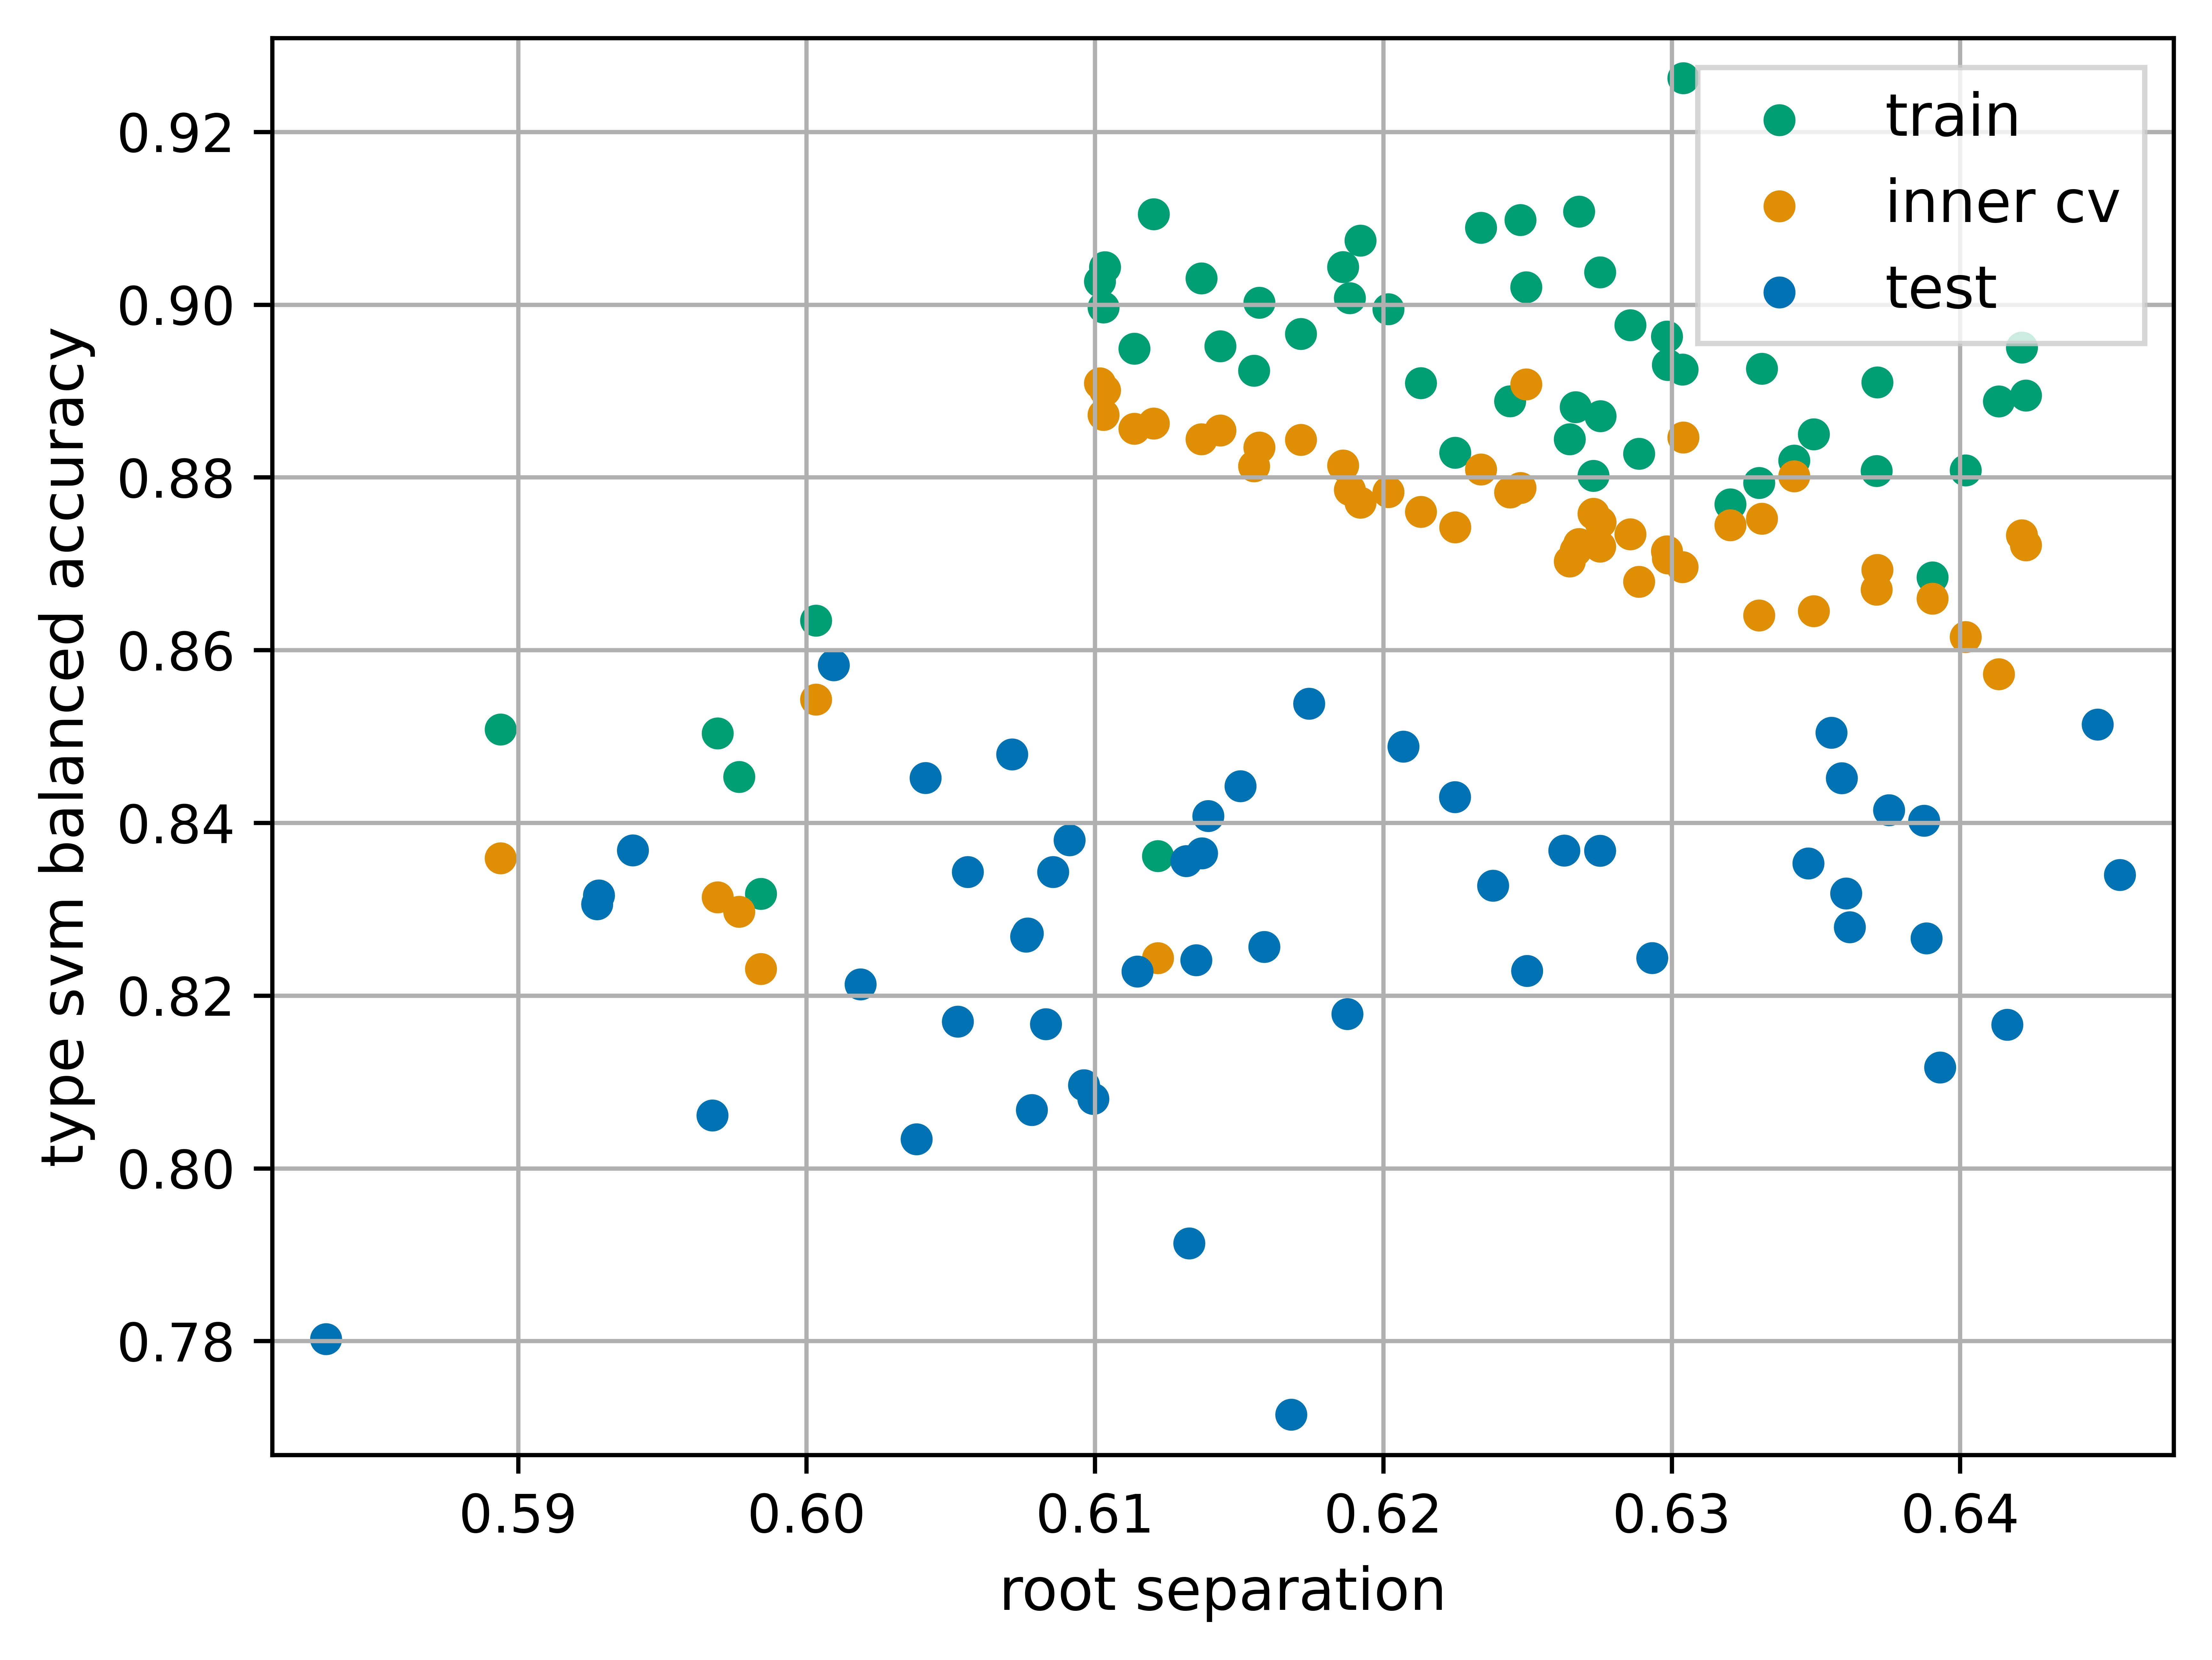 train
inner cv
test
0.92
0.90
0.88
0.86
0.84
0.82
0.80
0.78
type svm balanced accuracy
0.59 0.60 0.61 0.62 0.63 0.64
root separation